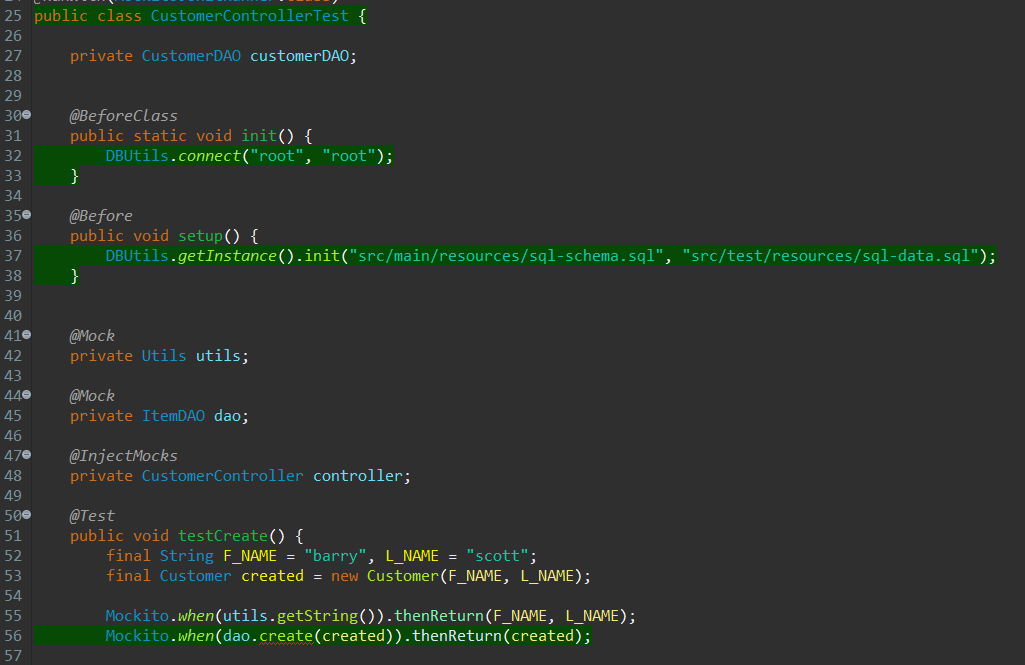 25 public class CustomerControllerTest {
26
27 private CustomerDAO customerDAO;
28
29
30 @BeforeClass
31 public static void init() {
32 DBUtils.connect("root", "root");
33 }
34
35 @Before
36 public void setup() {
37 DBUtils.getInstance().init("src/main/resources/sql-schema.sql", "src/test/resources/sql-data.sql");
38 }
39
40
41 @Mock
42 private Utils utils;
43
44 @Mock
45 private ItemDAO dao;
46
47 @InjectMocks
48 private CustomerController controller;
49
50 @Test
51 public void testCreate() {
52 final String F_NAME = "barry", L_NAME = "scott";
53 final Customer created = new Customer(F_NAME, L_NAME);
54
55 Mockito.when(utils.getString()).thenReturn(F_NAME, L_NAME);
56 Mockito.when(dao.create(created)).thenReturn(created);
57